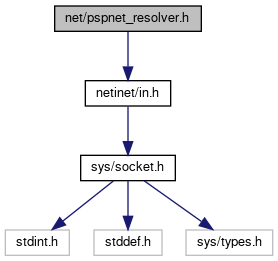 net/pspnet_resolver.h
netinet/in.h
sys/socket.h
stdint.h
stddef.h
sys/types.h